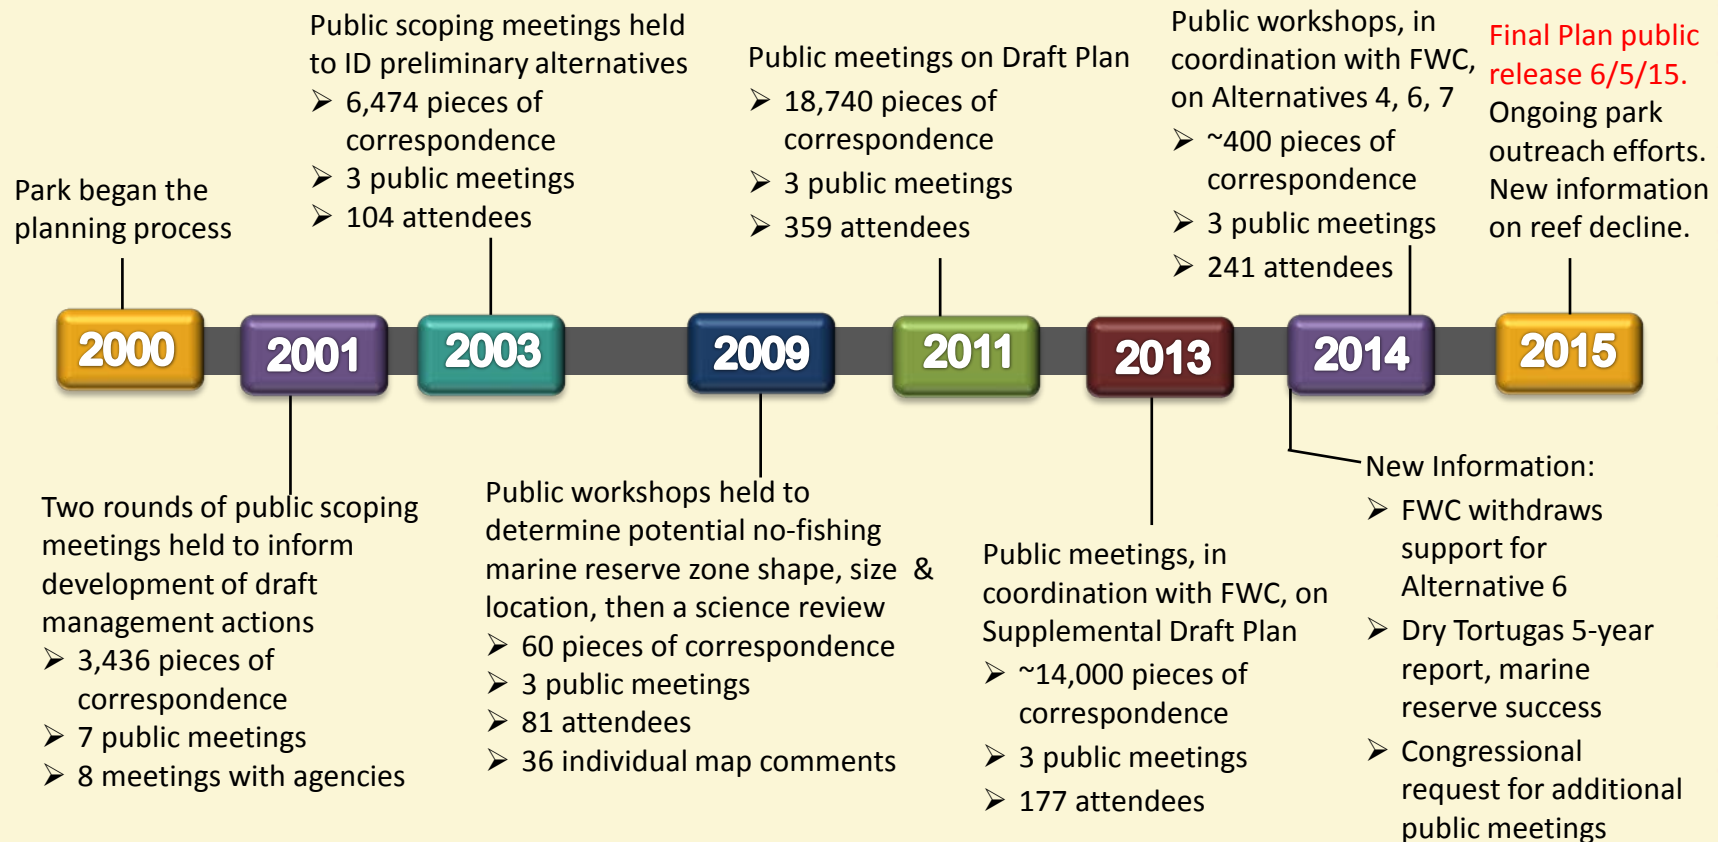 Park began the
planning process
Public scoping meetings held
to ID preliminary alternatives
➢ 6,474 pieces of
correspondence
➢ 3 public meetings
➢ 104 attendees
Public meetings on Draft Plan
➢ 18,740 pieces of
correspondence
➢ 3 public meetings
➢ 359 attendees
Public workshops, in
coordination with FWC,
on Alternatives 4, 6, 7
➢ ~400 pieces of
correspondence
➢ 3 public meetings
➢ 241 attendees
Final Plan public
release 6/5/15.
Ongoing park
outreach efforts.
New information
on reef decline.
2000
2001
2003
2009
2011
2013
2014
2015
Two rounds of public scoping
meetings held to inform
development of draft
management actions
➢ 3,436 pieces of
correspondence
➢ 7 public meetings
➢ 8 meetings with agencies
Public workshops held to
determine potential no-fishing
marine reserve zone shape, size &
location, then a science review
➢ 60 pieces of correspondence
➢ 3 public meetings
➢ 81 attendees
➢ 36 individual map comments
Public meetings, in
coordination with FWC, on
Supplemental Draft Plan
➢ ~14,000 pieces of
correspondence
➢ 3 public meetings
➢ 177 attendees
New Information:
➢ FWC withdraws
support for
Alternative 6
➢ Dry Tortugas 5-year
report, marine
reserve success
➢ Congressional
request for additional
public meetings